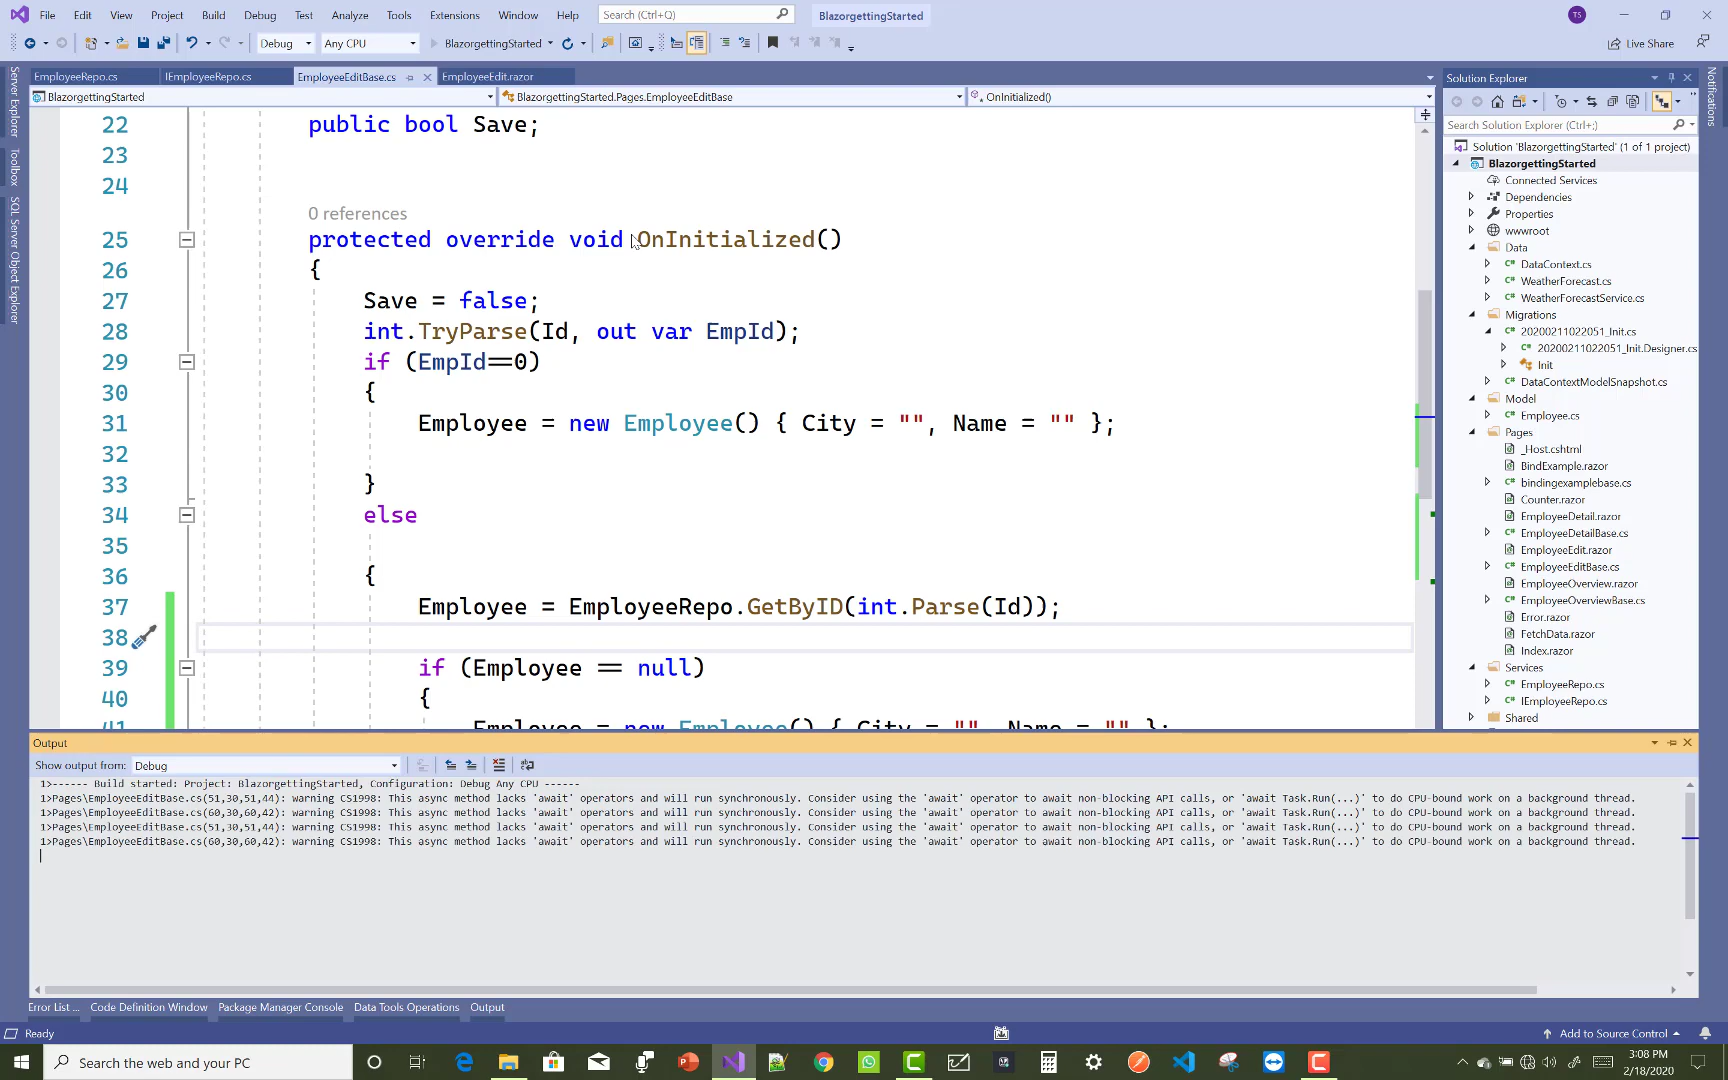 File Edit View Project Build Debug Test Analyze Tools Extensions Window Help Search (Ctrl+Q) BlazorgettingStarted TS
Debug Any CPU BlazorgettingStarted Live Share
EmployeeRepo.cs IEmployeeRepo.cs EmployeeEditBase.cs EmployeeEdit.razor
BlazorgettingStarted BlazorgettingStarted.Pages.EmployeeEditBase OnInitialized()
Server Explorer
Toolbox
SQL Server Object Explorer
22 public bool Save;
23
24
0 references
25 protected override void OnInitialized()
26 {
27 Save = false;
28 int.TryParse(Id, out var EmpId);
29 if (EmpId==0)
30 {
31 Employee = new Employee() { City = "", Name = "" };
32
33 }
34 else
35
36 {
37 Employee = EmployeeRepo.GetByID(int.Parse(Id));
38
39 if (Employee == null)
40 {
41 Employee = new Employee() { City = "", Name = "" };
Solution Explorer
Search Solution Explorer (Ctrl+;)
Solution 'BlazorgettingStarted' (1 of 1 project)
BlazorgettingStarted
Connected Services
Dependencies
Properties
wwwroot
Data
C# DataContext.cs
C# WeatherForecast.cs
C# WeatherForecastService.cs
Migrations
C# 20200211022051_Init.cs
C# 20200211022051_Init.Designer.cs
Init
C# DataContextModelSnapshot.cs
Model
C# Employee.cs
Pages
_Host.cshtml
BindExample.razor
C# bindingexamplebase.cs
Counter.razor
EmployeeDetail.razor
C# EmployeeDetailBase.cs
EmployeeEdit.razor
C# EmployeeEditBase.cs
EmployeeOverview.razor
C# EmployeeOverviewBase.cs
Error.razor
FetchData.razor
Index.razor
Services
C# EmployeeRepo.cs
C# IEmployeeRepo.cs
Shared
Notifications
Output
Show output from: Debug
1>------ Build started: Project: BlazorgettingStarted, Configuration: Debug Any CPU ------
1>Pages\EmployeeEditBase.cs(51,30,51,44): warning CS1998: This async method lacks 'await' operators and will run synchronously. Consider using the 'await' operator to await non-blocking API calls, or 'await Task.Run(...)' to do CPU-bound work on a background thread.
1>Pages\EmployeeEditBase.cs(60,30,60,42): warning CS1998: This async method lacks 'await' operators and will run synchronously. Consider using the 'await' operator to await non-blocking API calls, or 'await Task.Run(...)' to do CPU-bound work on a background thread.
1>Pages\EmployeeEditBase.cs(51,30,51,44): warning CS1998: This async method lacks 'await' operators and will run synchronously. Consider using the 'await' operator to await non-blocking API calls, or 'await Task.Run(...)' to do CPU-bound work on a background thread.
1>Pages\EmployeeEditBase.cs(60,30,60,42): warning CS1998: This async method lacks 'await' operators and will run synchronously. Consider using the 'await' operator to await non-blocking API calls, or 'await Task.Run(...)' to do CPU-bound work on a background thread.
Error List ... Code Definition Window Package Manager Console Data Tools Operations Output
Ready Add to Source Control
Search the web and your PC 3:08 PM
2/18/2020